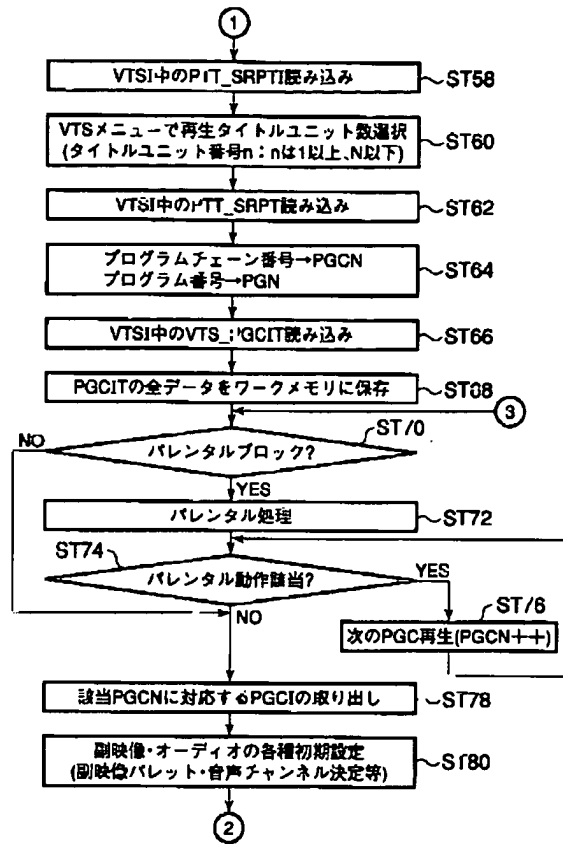 1
VTSI中のPTT_SRPTI読み込み
ST58
VTSメニューで再生タイトルユニット数選択
(タイトルユニット番号n:nは1以上、N以下)
ST60
VTSI中のPTT_SRPT読み込み
ST62
プログラムチェーン番号→PGCN
プログラム番号→PGN
ST64
VTSI中のVTS_PGCIT読み込み
ST66
PGCITの全データをワークメモリに保存
ST68
3
ST70
NO
パレンタルブロック?
YES
パレンタル処理
ST72
ST74
パレンタル動作該当?
YES
NO
ST76
次のPGC再生(PGCN++)
該当PGCNに対応するPGCIの取り出し
ST78
副映像・オーディオの各種初期設定
(副映像パレット・音声チャンネル決定等)
ST80
2